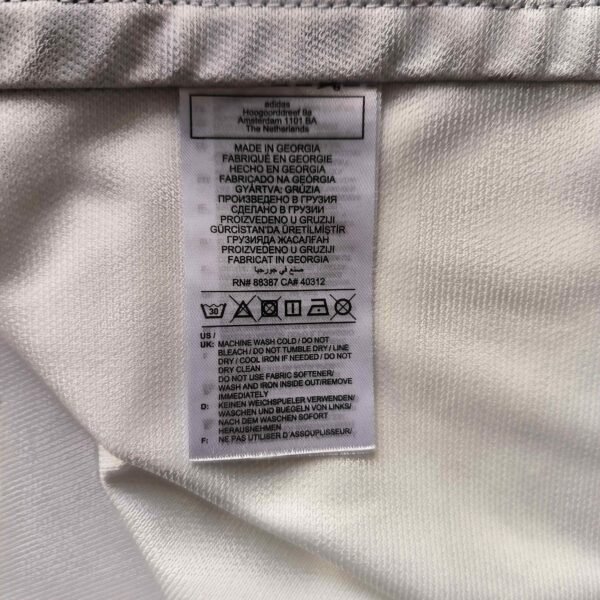 adidas
Hoogoorddreef 9a
Amsterdam 1101 BA
The Netherlands
MADE IN GEORGIA
FABRIQUÉ EN GEORGIE
HECHO EN GEORGIA
FABRICADO NA GEORGIA
GYÁRTVA: GRÚZIA
ПРОИЗВЕДЕНО В ГРУЗИЯ
СДЕЛАНО В ГРУЗИИ
PROIZVEDENO U GRUZIJI
GÜRCİSTAN'DA ÜRETİLMİŞTİR
ГРУЗИЯДА ЖАСАЛҒАН
PROIZVEDENO U GRUZIJI
FABRICAT IN GEORGIA
صنع في جورجيا
RN# 88387 CA# 40312
30
US /
UK: MACHINE WASH COLD / DO NOT
BLEACH / DO NOT TUMBLE DRY / LINE
DRY / COOL IRON IF NEEDED / DO NOT
DRY CLEAN
DO NOT USE FABRIC SOFTENER/
WASH AND IRON INSIDE OUT/REMOVE
IMMEDIATELY
D: KEINEN WEICHSPUELER VERWENDEN/
WASCHEN UND BUEGELN VON LINKS/
NACH DEM WASCHEN SOFORT
HERAUSNEHMEN
F: NE PAS UTILISER D'ASSOUPLISSEUR/